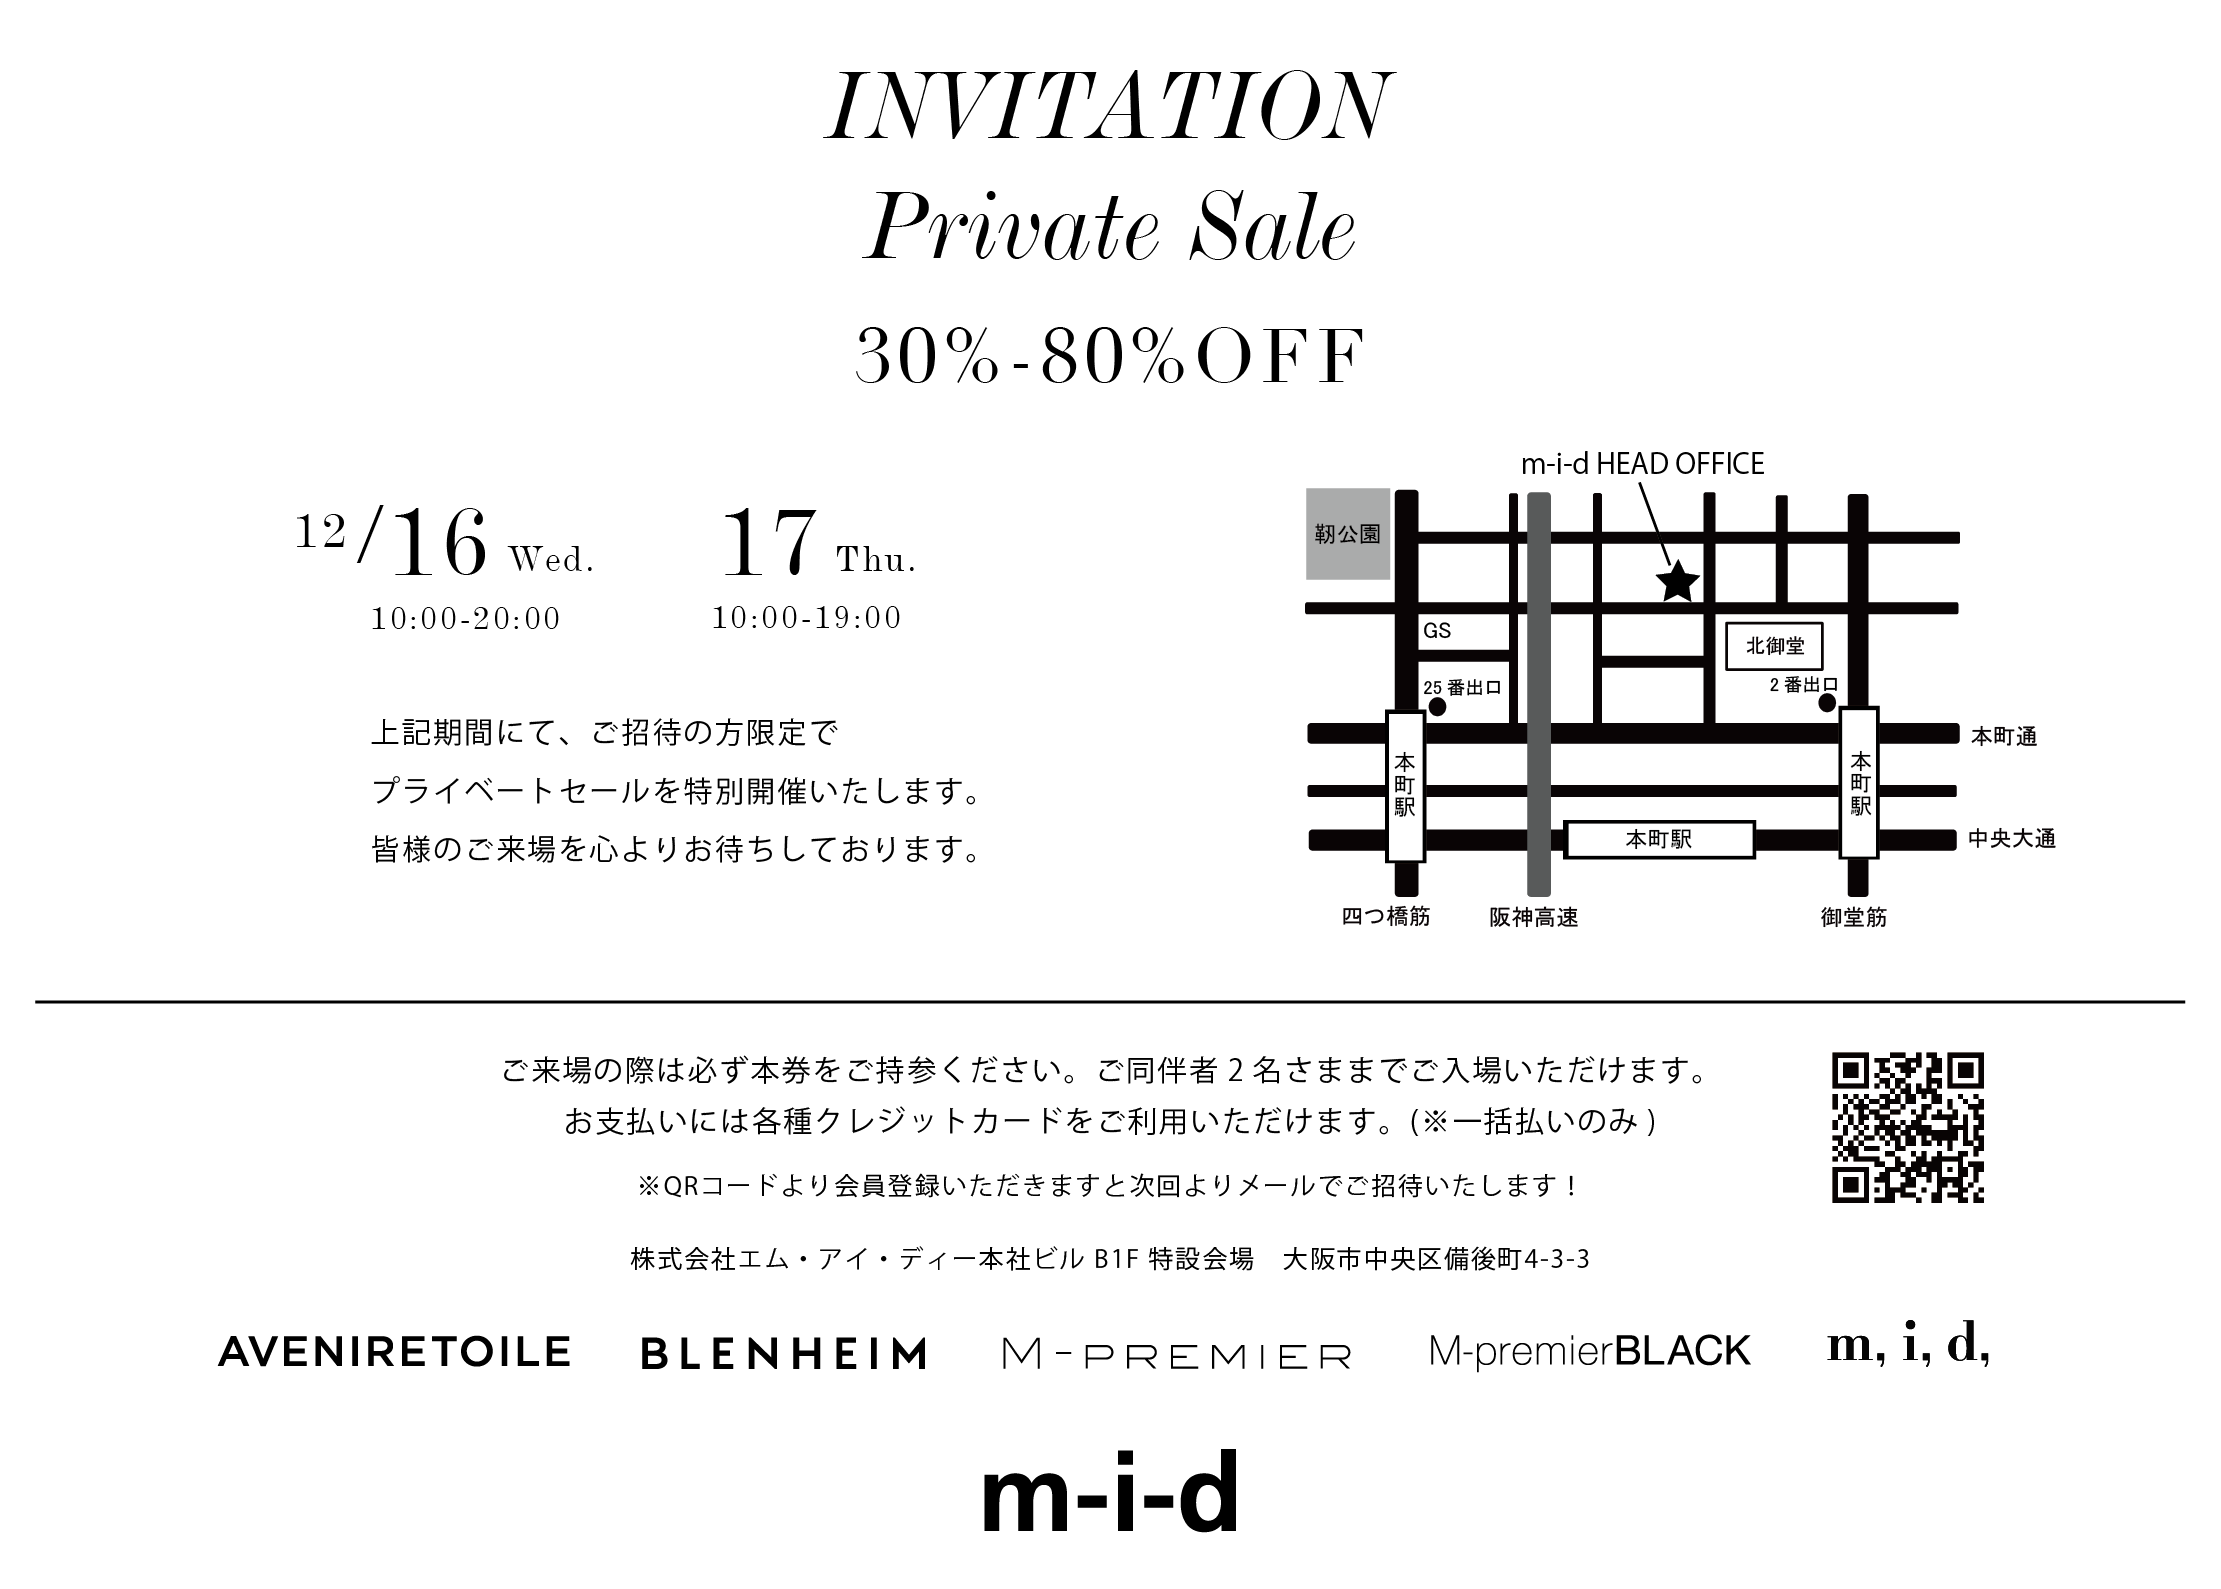 INVITATION
Private Sale
30%-80%OFF
12/16 Wed.
10:00-20:00
17 Thu.
10:00-19:00
上記期間にて、ご招待の方限定で
プライベートセールを特別開催いたします。
皆様のご来場を心よりお待ちしております。
m-i-d HEAD OFFICE
靭公園
GS
北御堂
25 番出口
2 番出口
本町通
本町駅
本町駅
本町駅
中央大通
四つ橋筋
阪神高速
御堂筋
ご来場の際は必ず本券をご持参ください。ご同伴者 2 名さままでご入場いただけます。
お支払いには各種クレジットカードをご利用いただけます。(※一括払いのみ )
※QRコードより会員登録いただきますと次回よりメールでご招待いたします！
株式会社エム・アイ・ディー本社ビル B1F 特設会場　大阪市中央区備後町4-3-3
AVENIRETOILE
BLENHEIM
M-PREMIER
M-premierBLACK
m, i, d,
m-i-d